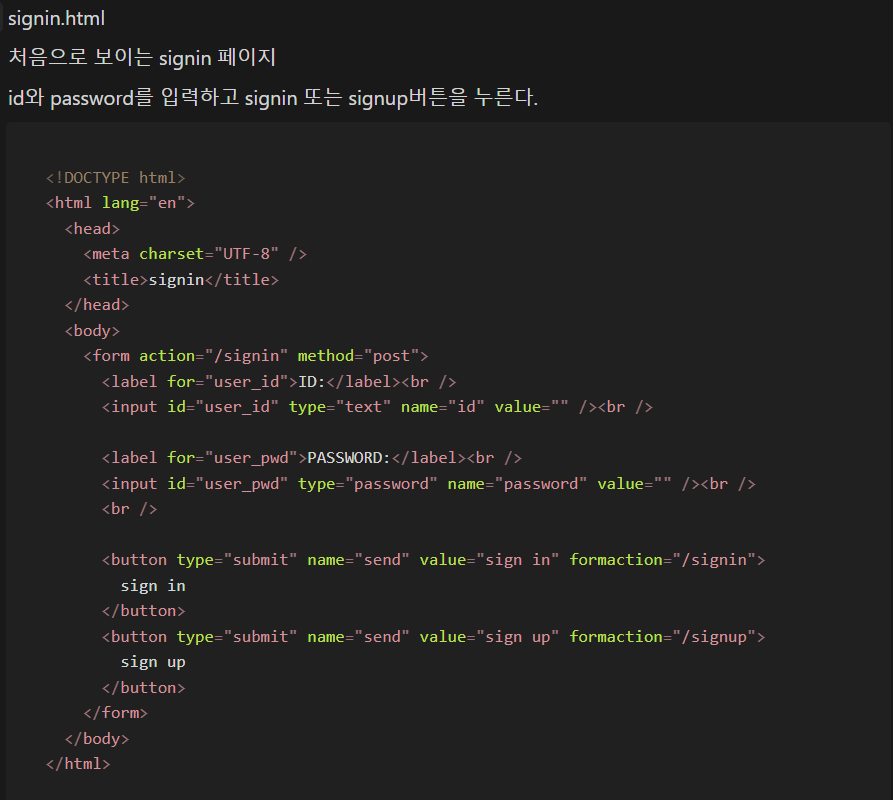 signin.html
처음으로 보이는 signin 페이지
id와 password를 입력하고 signin 또는 signup버튼을 누른다.
<!DOCTYPE html>
<html lang="en">
  <head>
    <meta charset="UTF-8" />
    <title>signin</title>
  </head>
  <body>
    <form action="/signin" method="post">
      <label for="user_id">ID:</label><br />
      <input id="user_id" type="text" name="id" value="" /><br />

      <label for="user_pwd">PASSWORD:</label><br />
      <input id="user_pwd" type="password" name="password" value="" /><br />
      <br />

      <button type="submit" name="send" value="sign in" formaction="/signin">
        sign in
      </button>
      <button type="submit" name="send" value="sign up" formaction="/signup">
        sign up
      </button>
    </form>
  </body>
</html>